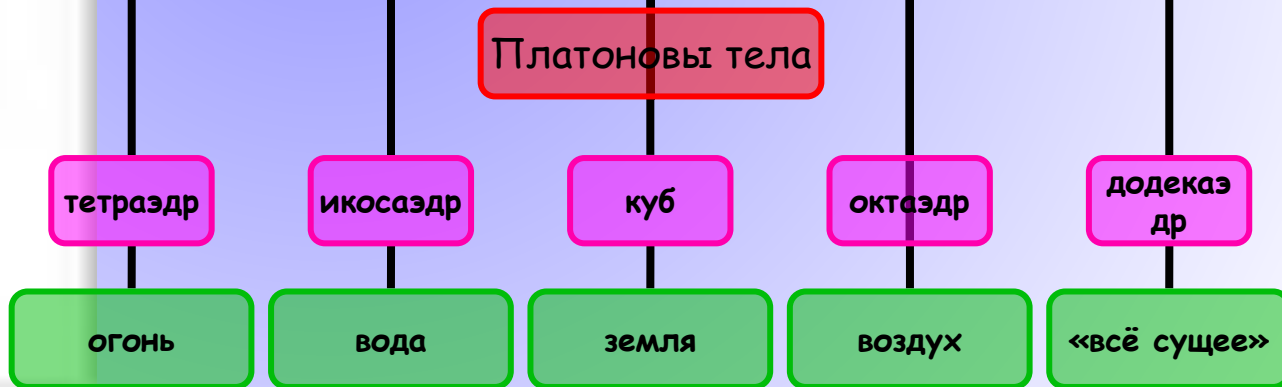 Платоновы тела
тетраэдр
икосаэдр
куб
октаэдр
додекаэ
др
огонь
вода
земля
воздух
«всё сущее»